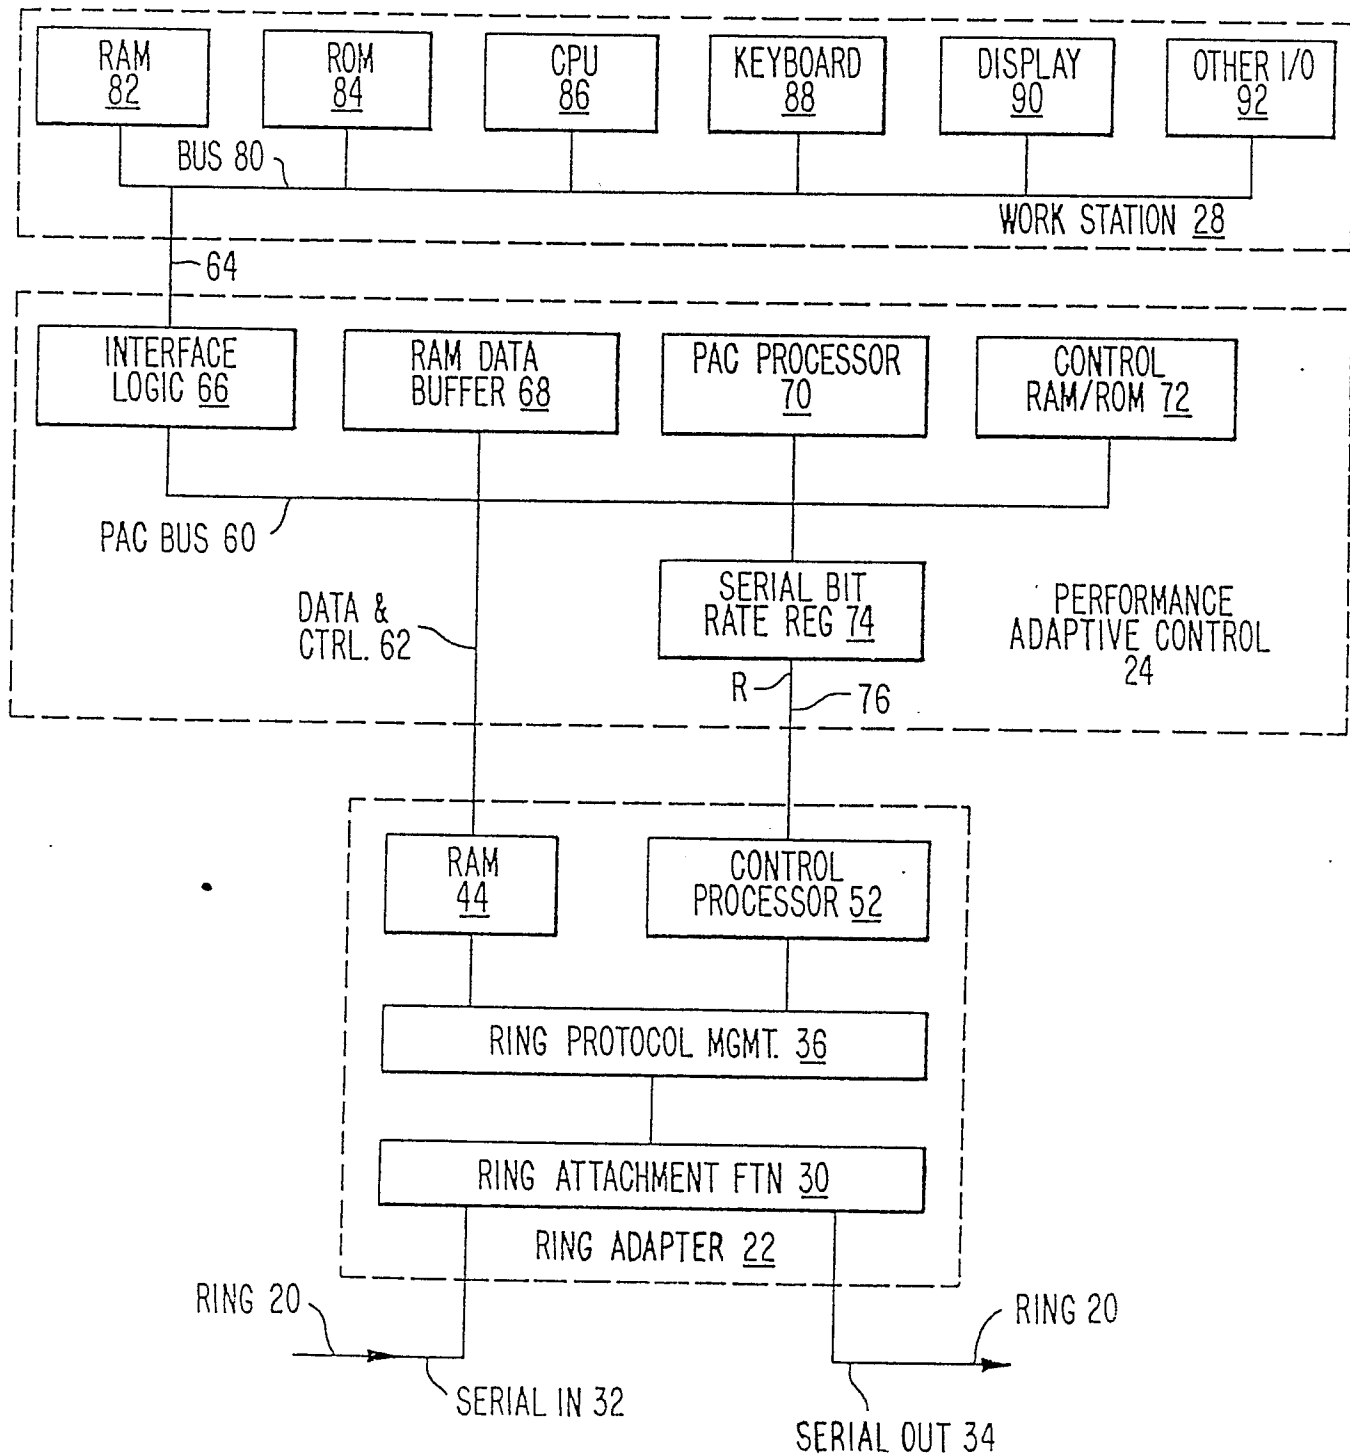 RAM
82
ROM
84
CPU
86
KEYBOARD
88
DISPLAY
90
OTHER I/O
92
BUS 80
WORK STATION 28
64
INTERFACE
LOGIC 66
RAM DATA
BUFFER 68
PAC PROCESSOR
70
CONTROL
RAM/ROM 72
PAC BUS 60
DATA &
CTRL. 62
SERIAL BIT
RATE REG 74
PERFORMANCE
ADAPTIVE CONTROL
24
R
76
RAM
44
CONTROL
PROCESSOR 52
RING PROTOCOL MGMT. 36
RING ATTACHMENT FTN 30
RING ADAPTER 22
RING 20
RING 20
SERIAL IN 32
SERIAL OUT 34